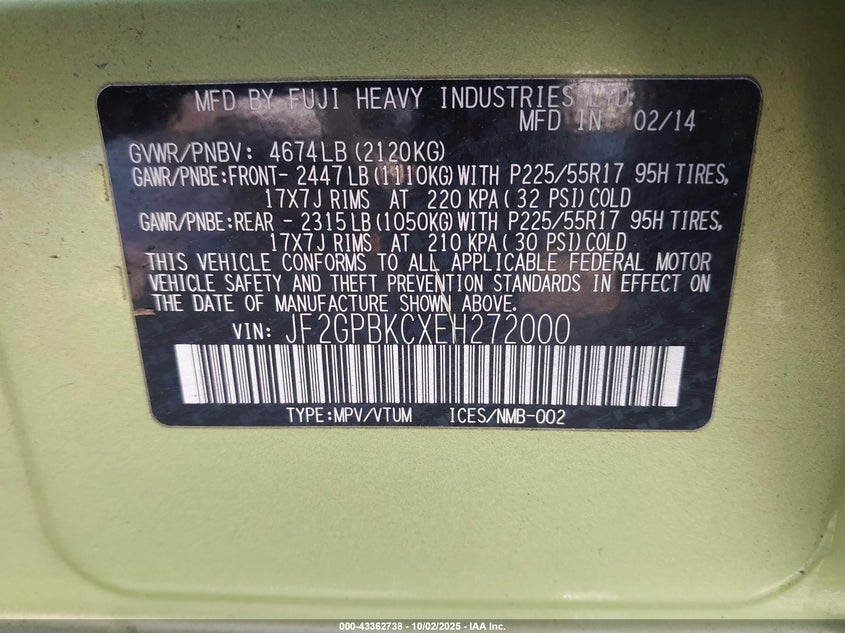 MFD BY FUJI HEAVY INDUSTRIES LTD.
MFD IN 02/14
GVWR/PNBV: 4674LB (2120KG)
GAWR/PNBE:FRONT- 2447LB (1110KG) WITH P225/55R17 95H TIRES,
17X7J RIMS AT 220 KPA ( 32 PSI) COLD
GAWR/PNBE:REAR - 2315LB (1050KG) WITH P225/55R17 95H TIRES,
17X7J RIMS AT 210 KPA ( 30 PSI) COLD
THIS VEHICLE CONFORMS TO ALL APPLICABLE FEDERAL MOTOR
VEHICLE SAFETY AND THEFT PREVENTION STANDARDS IN EFFECT ON
THE DATE OF MANUFACTURE SHOWN ABOVE.
VIN: JF2GPBKCXEH272000
TYPE:MPV/VTUM ICES/NMB-002
000-43362738 - 10/02/2025 - IAA Inc.